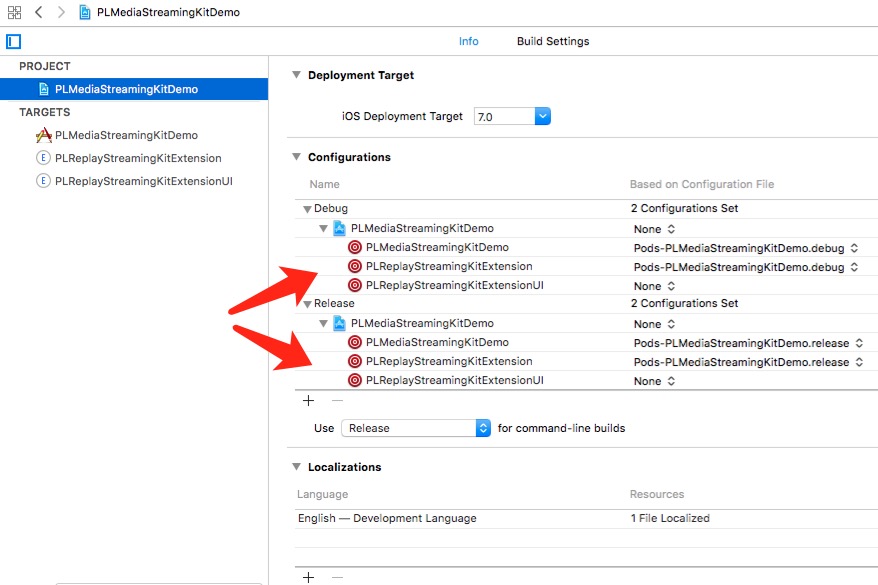 PLMediaStreamingKitDemo
Info Build Settings
PROJECT
PLMediaStreamingKitDemo
TARGETS
PLMediaStreamingKitDemo
E PLReplayStreamingKitExtension
E PLReplayStreamingKitExtensionUI
Deployment Target
iOS Deployment Target 7.0
Configurations
Name Based on Configuration File
Debug 2 Configurations Set
PLMediaStreamingKitDemo None
PLMediaStreamingKitDemo Pods-PLMediaStreamingKitDemo.debug
PLReplayStreamingKitExtension Pods-PLMediaStreamingKitDemo.debug
PLReplayStreamingKitExtensionUI None
Release 2 Configurations Set
PLMediaStreamingKitDemo None
PLMediaStreamingKitDemo Pods-PLMediaStreamingKitDemo.release
PLReplayStreamingKitExtension Pods-PLMediaStreamingKitDemo.release
PLReplayStreamingKitExtensionUI None
Use Release for command-line builds
Localizations
Language Resources
English — Development Language 1 File Localized